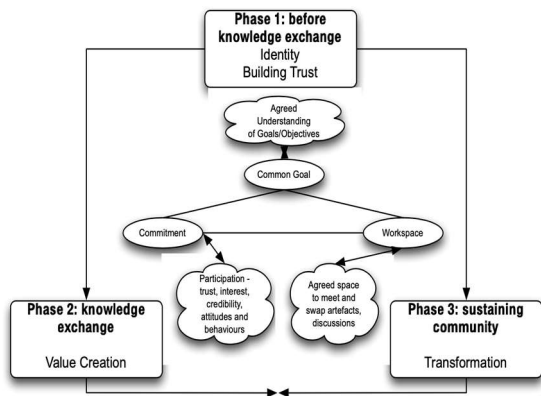 Phase 1: before
knowledge exchange
Identity
Building Trust
Agreed
Understanding
of Goals/Objectives
Common Goal
Commitment
Workspace
Participation -
trust, interest,
credibility,
attitudes and
behaviours
Agreed space
to meet and
swap artefacts,
discussions
Phase 2: knowledge
exchange
Value Creation
Phase 3: sustaining
community
Transformation